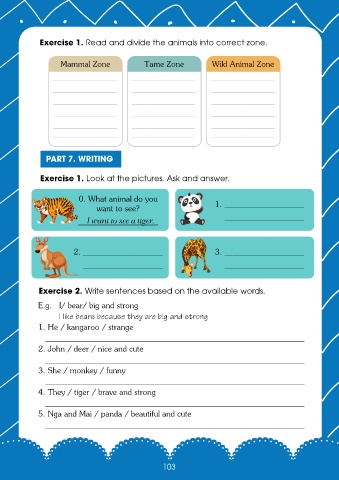 Exercise 1. Read and divide the animals into correct zone.
Mammal Zone Tame Zone Wild Animal Zone
PART 7. WRITING
Exercise 1. Look at the pictures. Ask and answer.
0. What animal do you
want to see?
I want to see a tiger.
1.
2.
3.
Exercise 2. Write sentences based on the available words.
E.g. I/ bear/ big and strong
I like bears because they are big and strong
1. He / kangaroo / strange
2. John / deer / nice and cute
3. She / monkey / funny
4. They / tiger / brave and strong
5. Nga and Mai / panda / beautiful and cute
103